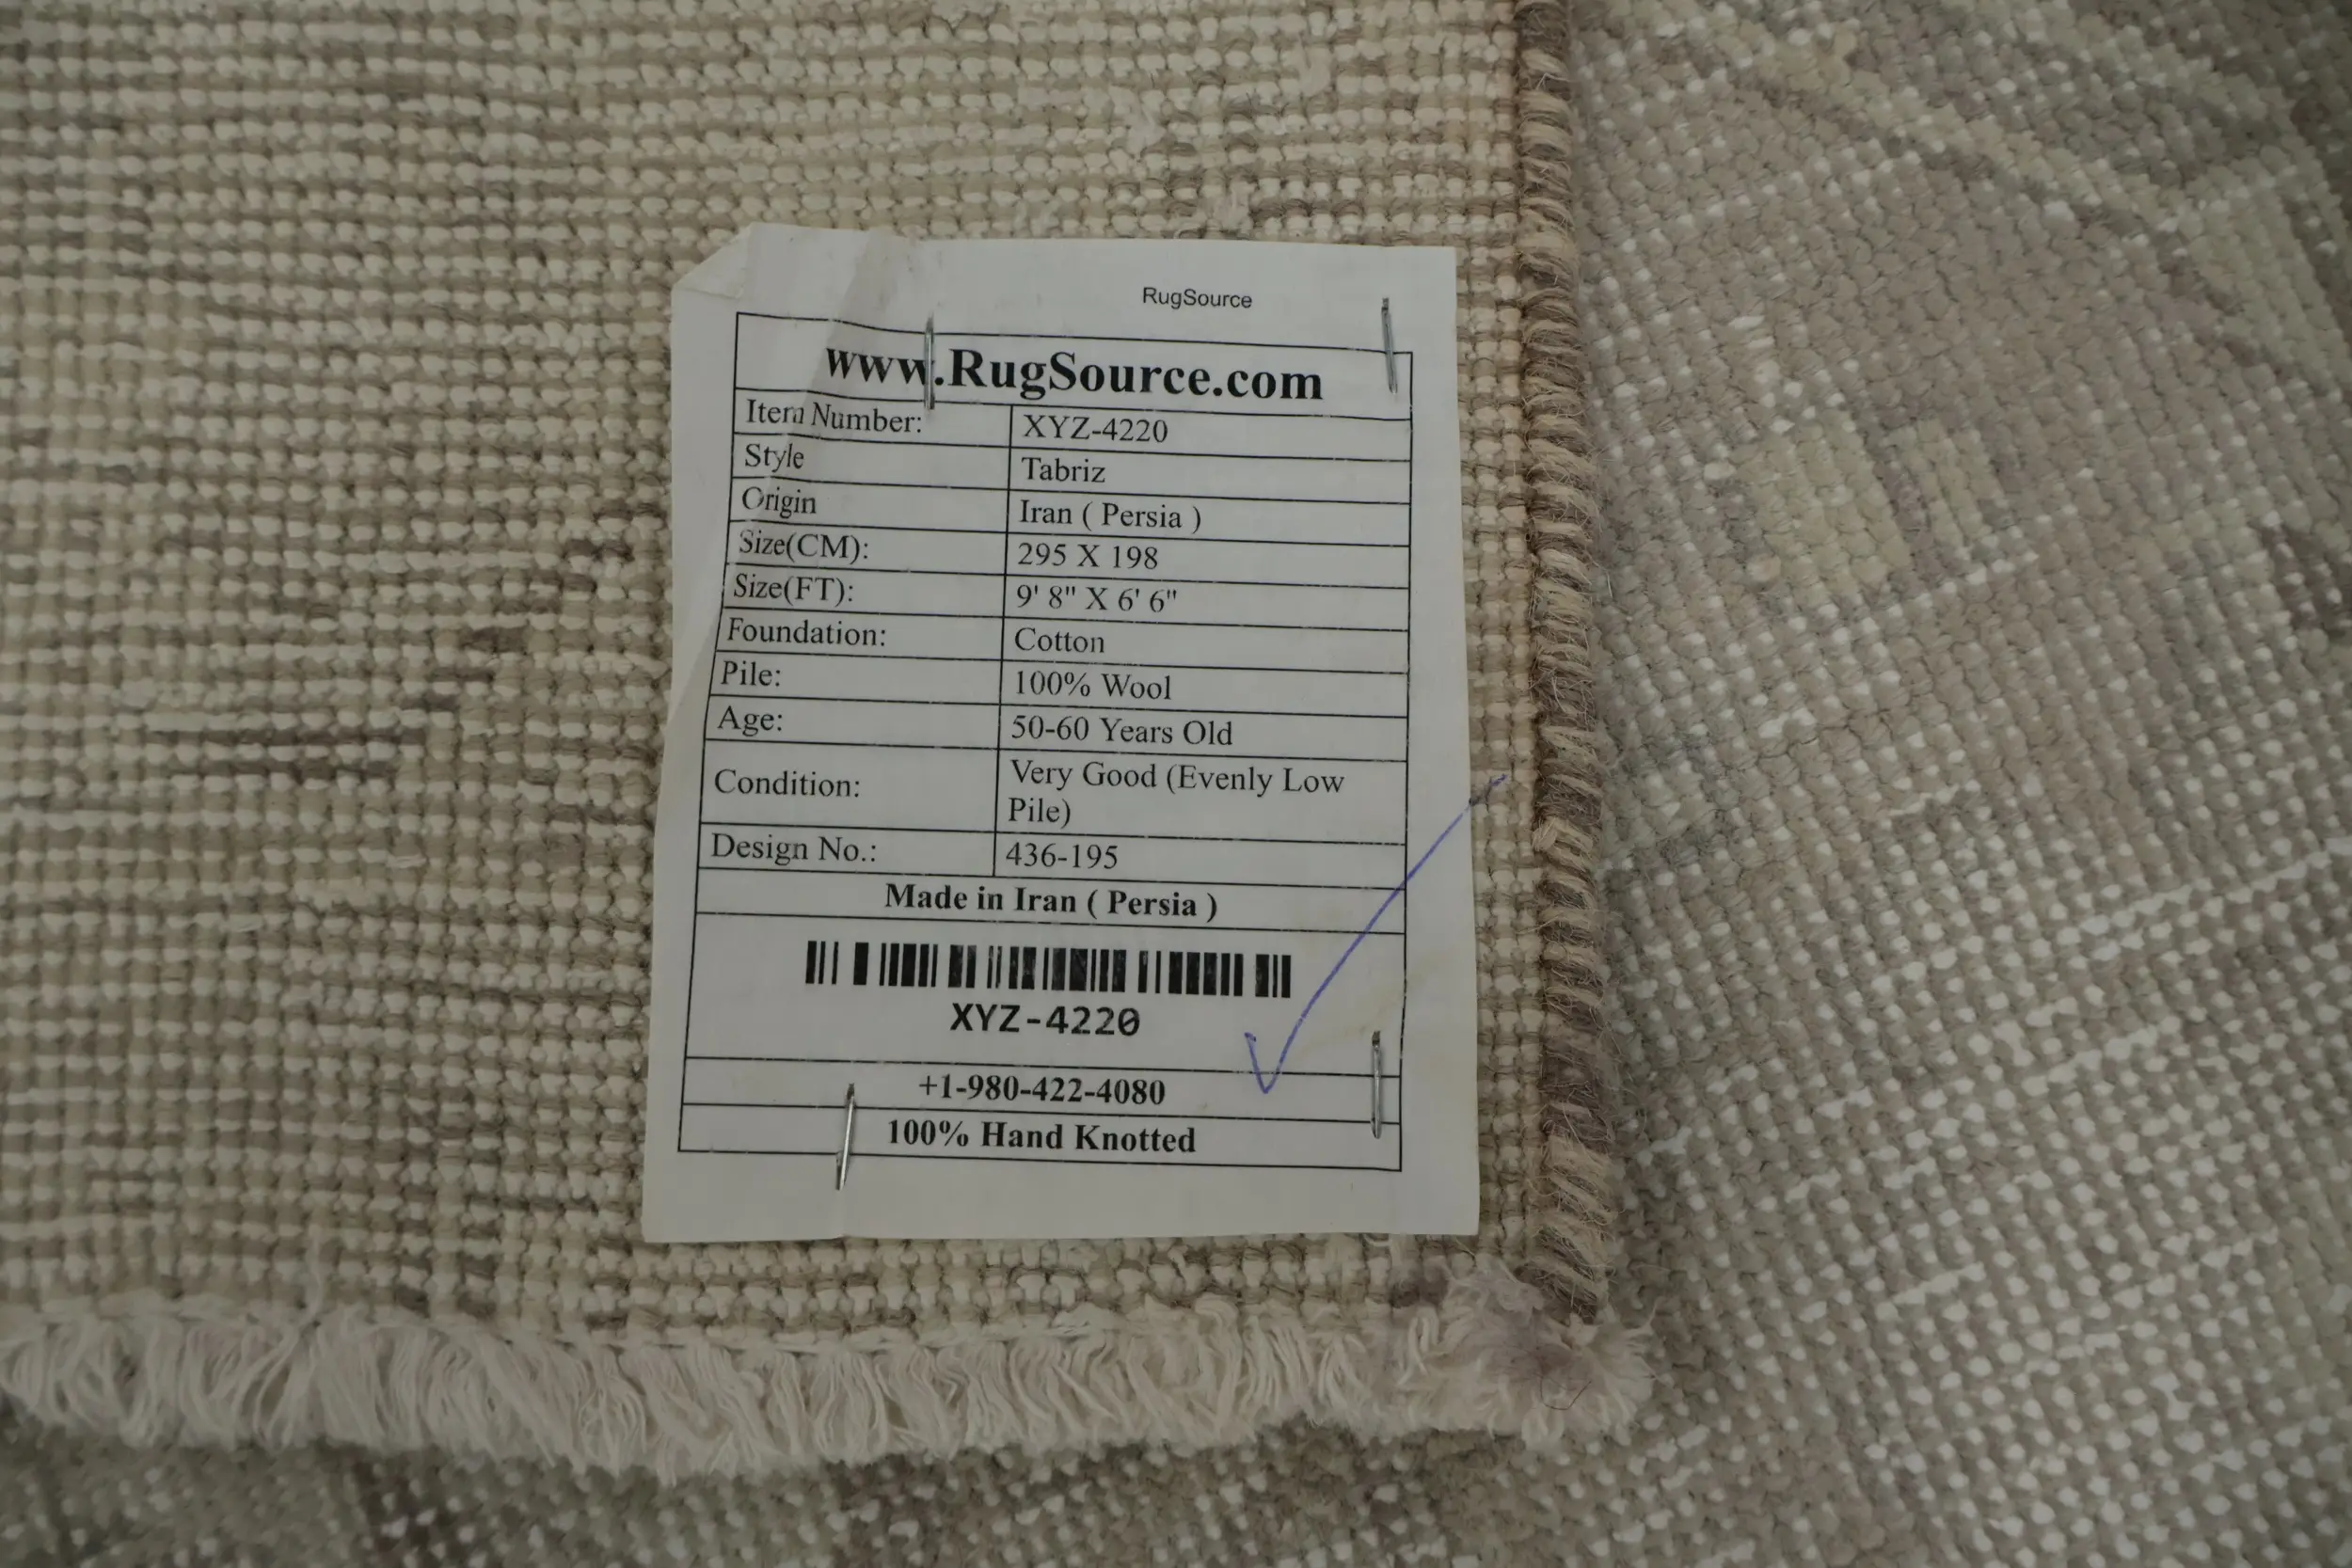 RugSource
www.RugSource.com
Item Number: XYZ-4220
Style Tabriz
Origin Iran ( Persia )
Size(CM): 295 X 198
Size(FT): 9' 8" X 6' 6"
Foundation: Cotton
Pile: 100% Wool
Age: 50-60 Years Old
Condition: Very Good (Evenly Low
Pile)
Design No.: 436-195
Made in Iran ( Persia )
XYZ-4220
+1-980-422-4080
100% Hand Knotted